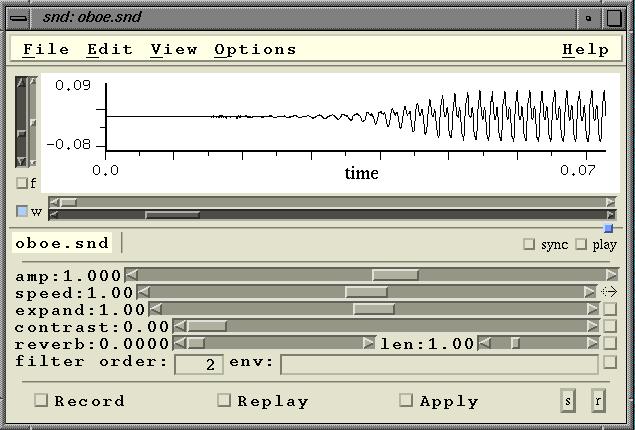 snd: oboe.snd
File Edit View Options Help
0.09
-0.08
0.0 time 0.07
f
w
oboe.snd sync play
amp:1.000
speed:1.00
expand:1.00
contrast:0.00
reverb:0.0000 len:1.00
filter order: 2 env:
Record Replay Apply s r